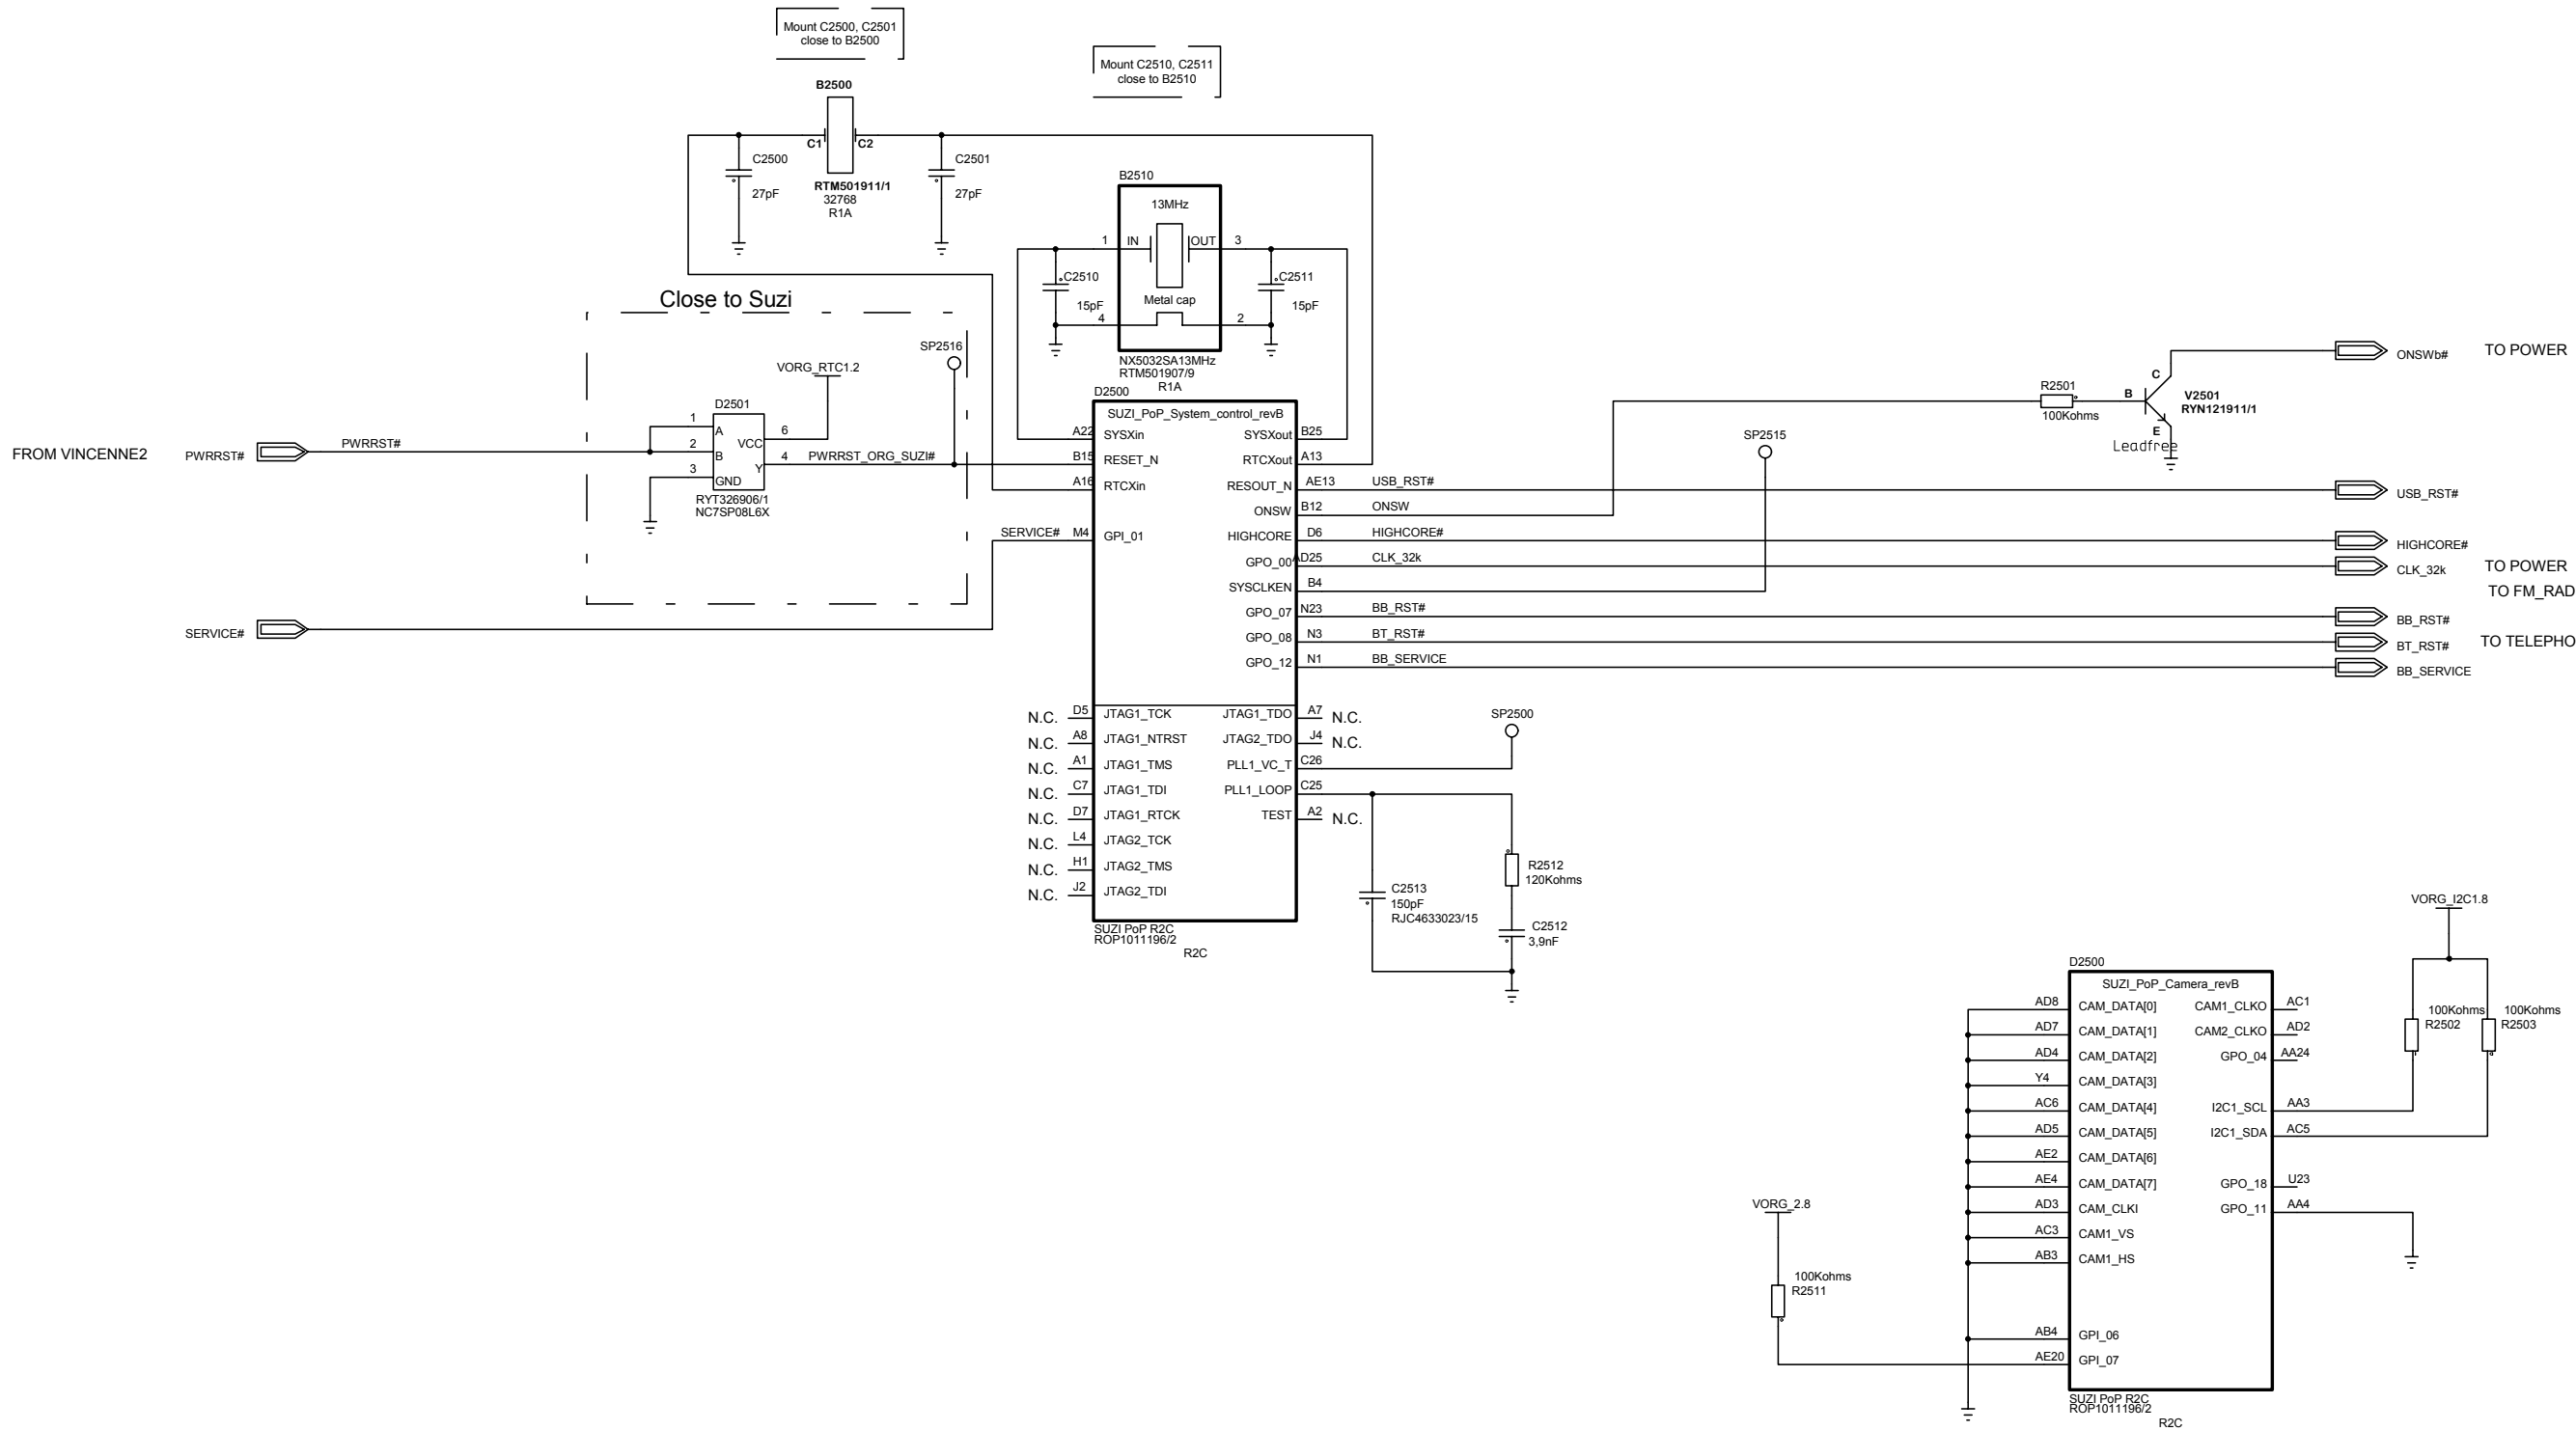 Mount C2500, C2501
close to B2500
Mount C2510, C2511
close to B2510
B2500
C1
C2
C2500
27pF
C2501
27pF
RTM501911/1
32768
R1A
B2510
13MHz
1
IN
OUT
3
C2510
15pF
C2511
15pF
Metal cap
4
2
NX5032SA13MHz
RTM501907/9
R1A
Close to Suzi
SP2516
VORG_RTC1.2
D2501
1
A
2
B
3
GND
6
VCC
4
Y
RYT326906/1
NC7SP08L6X
FROM VINCENNE2
PWRRST#
PWRRST#
PWRRST_ORG_SUZI#
SERVICE#
SERVICE#
D2500
SUZI_PoP_System_control_revB
A22 SYSXin
B15 RESET_N
A16 RTCXin
M4 GPI_01
SYSXout B25
RTCXout A13
RESOUT_N AE13 USB_RST#
ONSW B12 ONSW
HIGHCORE D6 HIGHCORE#
GPO_00 AD25 CLK_32k
SYSCLKEN B4
GPO_07 N23 BB_RST#
GPO_08 N3 BT_RST#
GPO_12 N1 BB_SERVICE
N.C. D5 JTAG1_TCK
N.C. A8 JTAG1_NTRST
N.C. A1 JTAG1_TMS
N.C. C7 JTAG1_TDI
N.C. D7 JTAG1_RTCK
N.C. L4 JTAG2_TCK
N.C. H1 JTAG2_TMS
N.C. J2 JTAG2_TDI
JTAG1_TDO A7 N.C.
JTAG2_TDO J4 N.C.
PLL1_VC_T C26
PLL1_LOOP C25
TEST A2 N.C.
SUZI PoP R2C
ROP1011196/2
R2C
SP2500
SP2515
C2513
150pF
RJC4633023/15
R2512
120Kohms
C2512
3,9nF
R2501
100Kohms
C
B
E
V2501
RYN121911/1
Leadfree
ONSWb#
TO POWER
USB_RST#
HIGHCORE#
CLK_32k
TO POWER
TO FM_RAD
BB_RST#
BT_RST#
TO TELEPHO
BB_SERVICE
VORG_I2C1.8
100Kohms
R2502
100Kohms
R2503
D2500
SUZI_PoP_Camera_revB
AD8 CAM_DATA[0]
AD7 CAM_DATA[1]
AD4 CAM_DATA[2]
Y4 CAM_DATA[3]
AC6 CAM_DATA[4]
AD5 CAM_DATA[5]
AE2 CAM_DATA[6]
AE4 CAM_DATA[7]
AD3 CAM_CLKI
AC3 CAM1_VS
AB3 CAM1_HS
AB4 GPI_06
AE20 GPI_07
CAM1_CLKO AC1
CAM2_CLKO AD2
GPO_04 AA24
I2C1_SCL AA3
I2C1_SDA AC5
GPO_18 U23
GPO_11 AA4
VORG_2.8
100Kohms
R2511
SUZI PoP R2C
ROP1011196/2
R2C